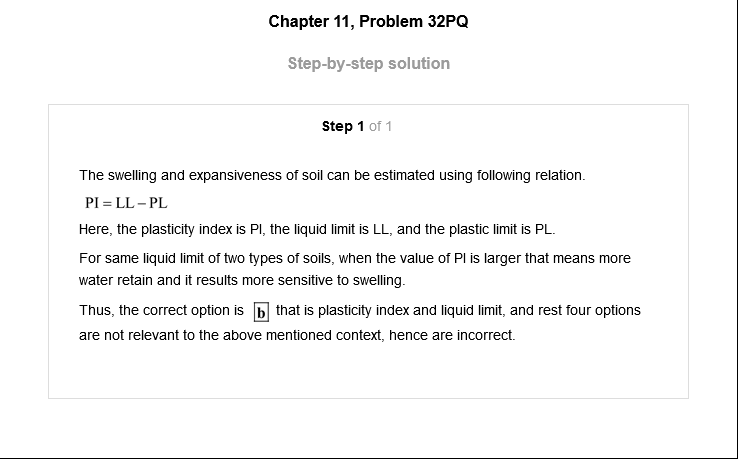 Chapter 11, Problem 32PQ
Step-by-step solution
Step 1 of 1
The swelling and expansiveness of soil can be estimated using following relation.
PI = LL – PL
Here, the plasticity index is PI, the liquid limit is LL, and the plastic limit is PL.
For same liquid limit of two types of soils, when the value of PI is larger that means more
water retain and it results more sensitive to swelling.
Thus, the correct option is b that is plasticity index and liquid limit, and rest four options
are not relevant to the above mentioned context, hence are incorrect.